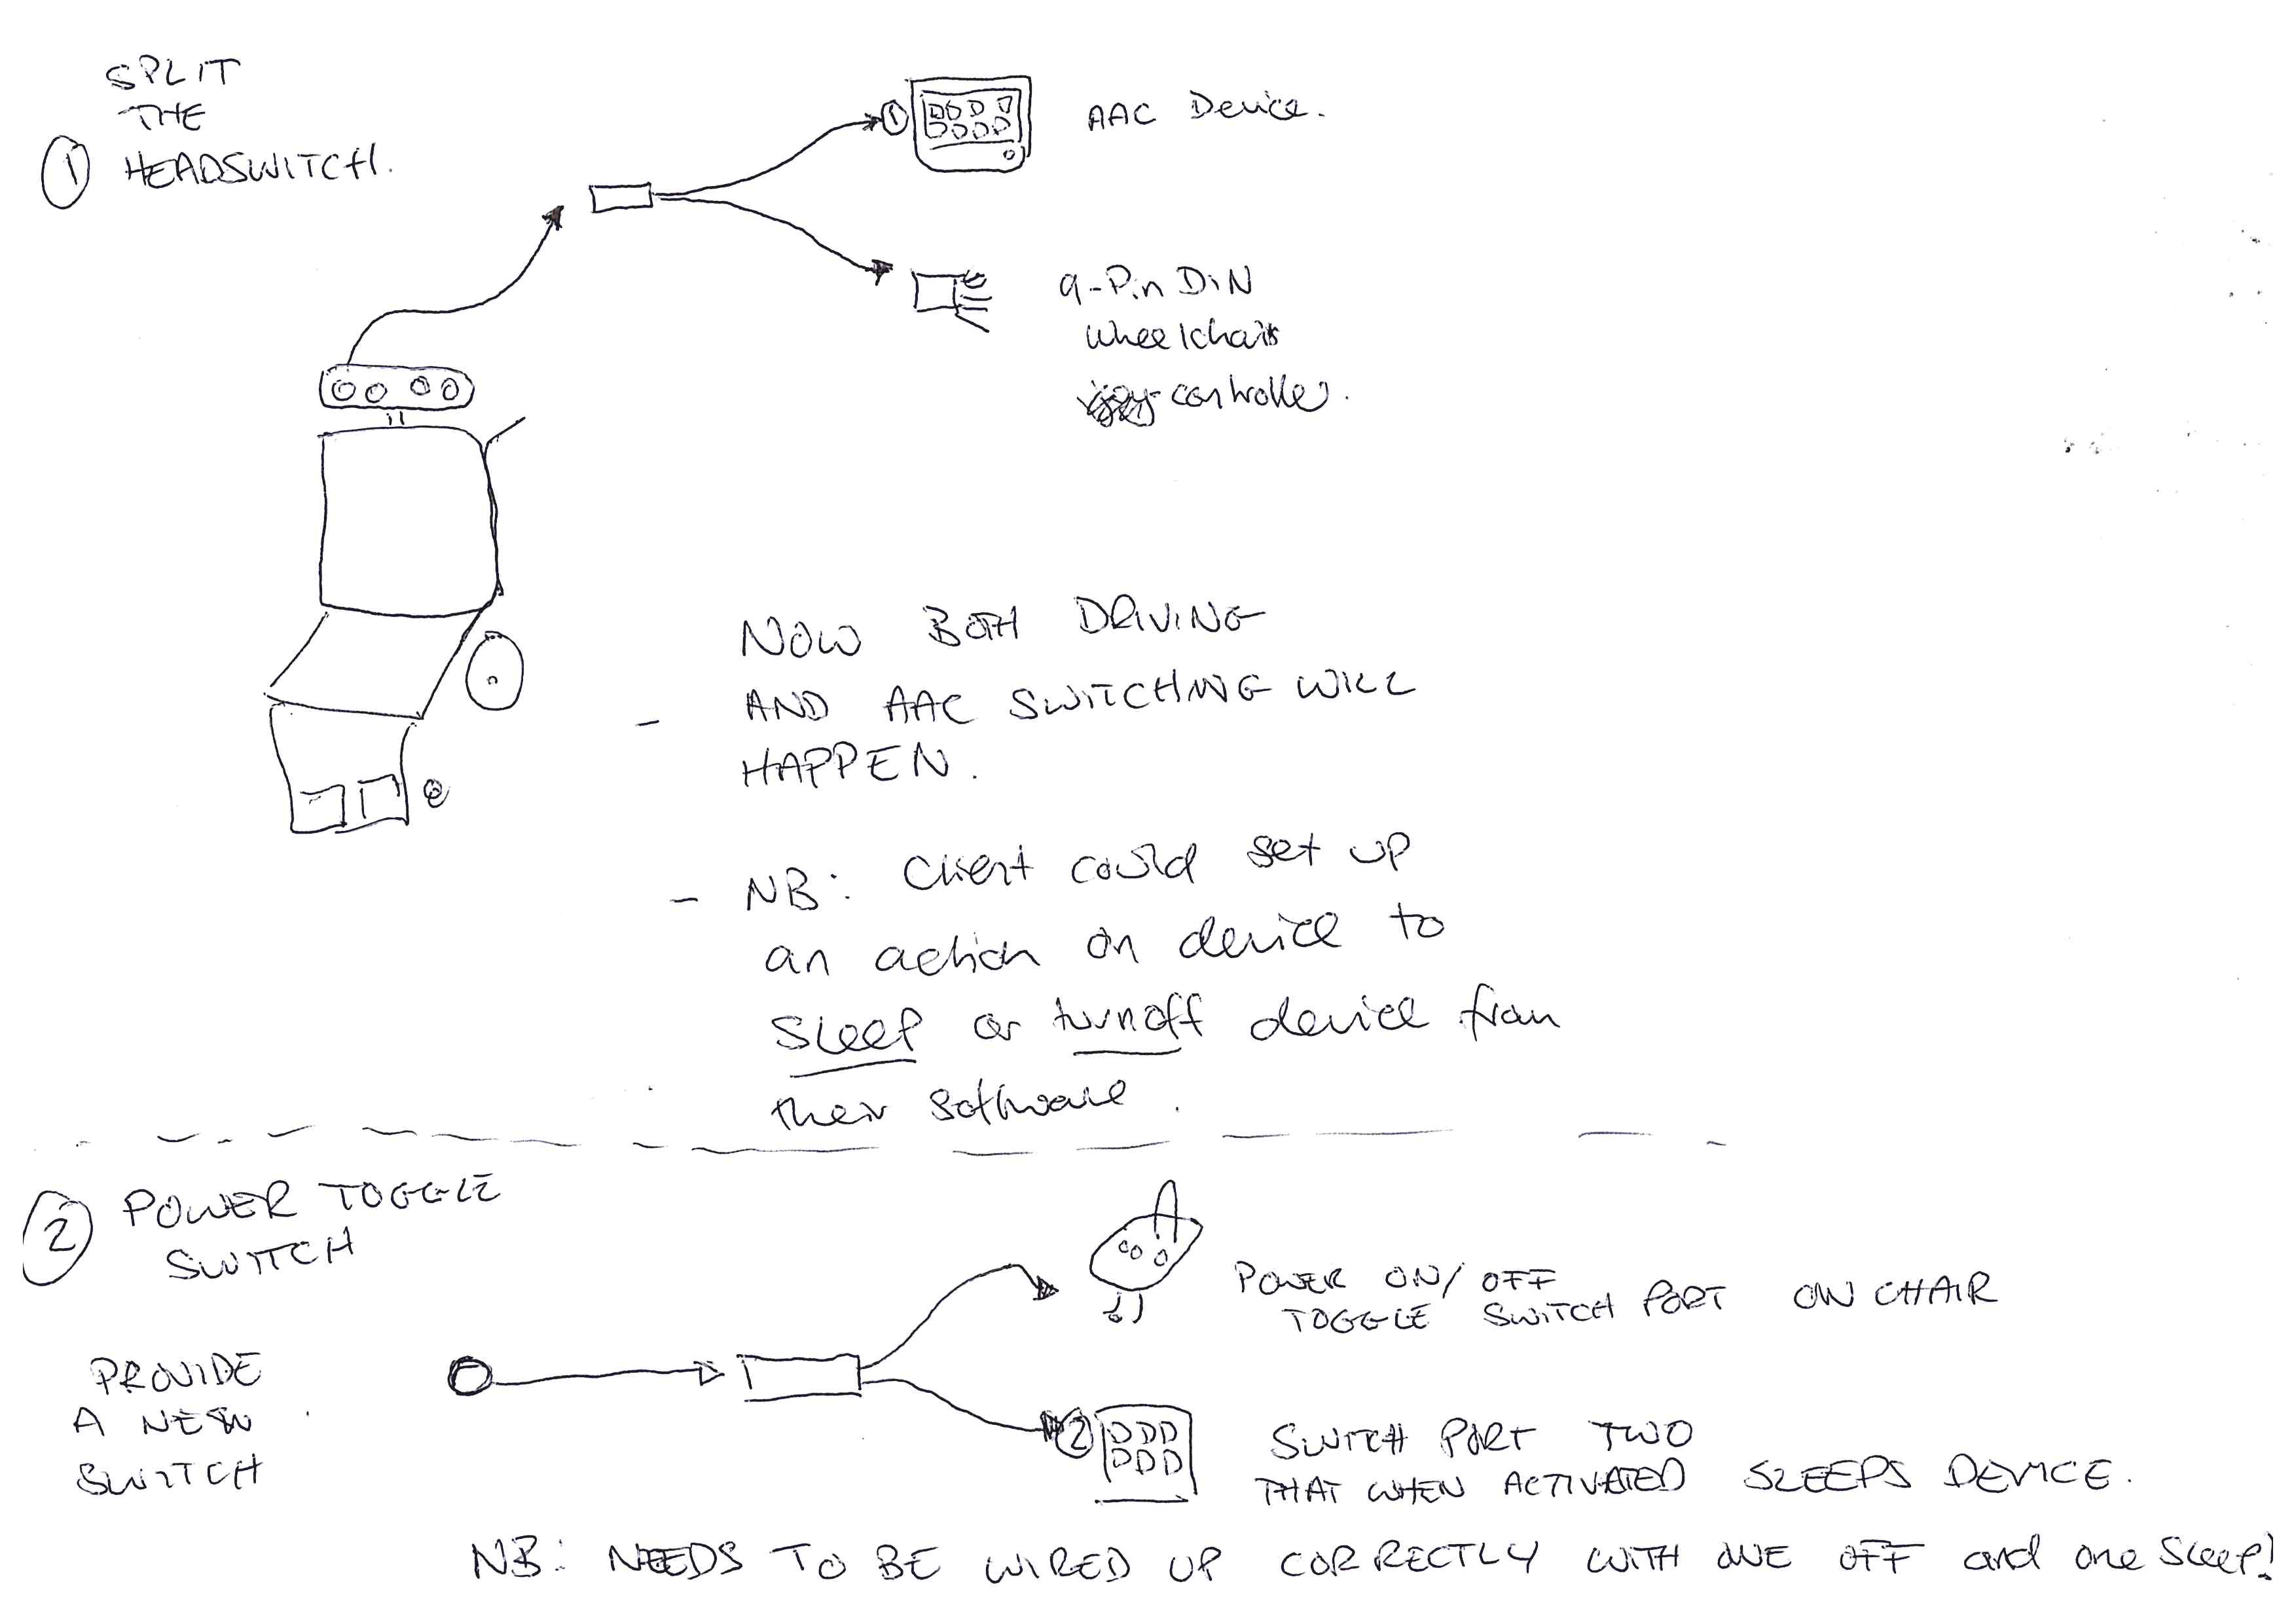 SPLIT
THE
① HEADSWITCH.
① AAC Device.
9-Pin DiN
wheelchair
controller.
NOW BOTH DRIVING
- AND AAC SWITCHING WILL
HAPPEN.
- NB: Client could set up
an action on device to
sleep or turnoff device from
their software.
② POWER TOGGLE
SWITCH
POWER ON/OFF
TOGGLE SWITCH PORT ON CHAIR
PROVIDE
A NEW
SWITCH
②
SWITCH PORT TWO
THAT WHEN ACTIVATED SLEEPS DEVICE.
NB: NEEDS TO BE WIRED UP CORRECTLY WITH ONE OFF and one sleep!